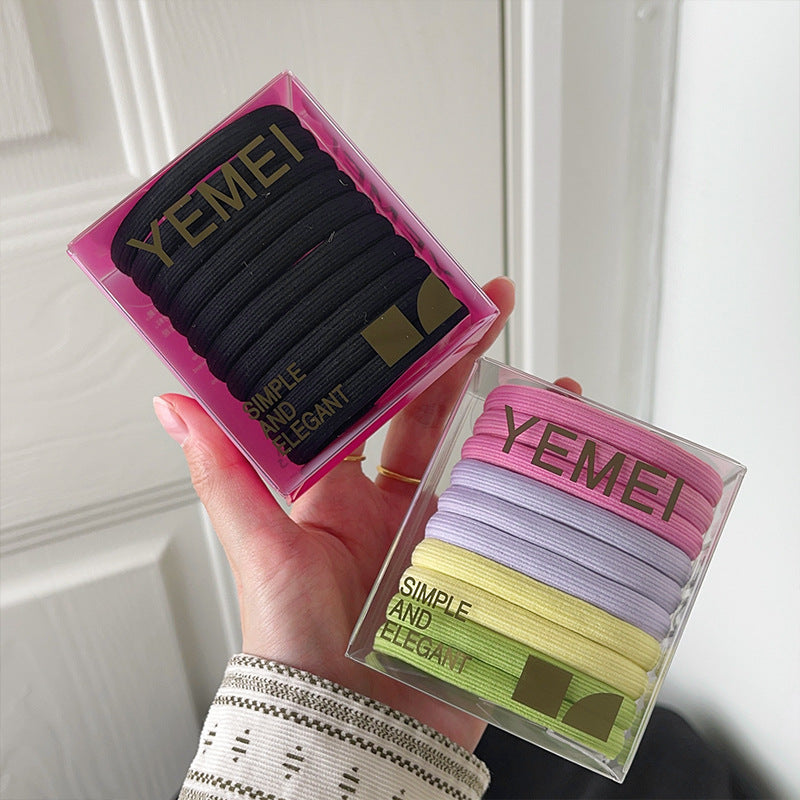 YEMEI
SIMPLE
AND
ELEGANT
YEMEI
SIMPLE
AND
ELEGANT